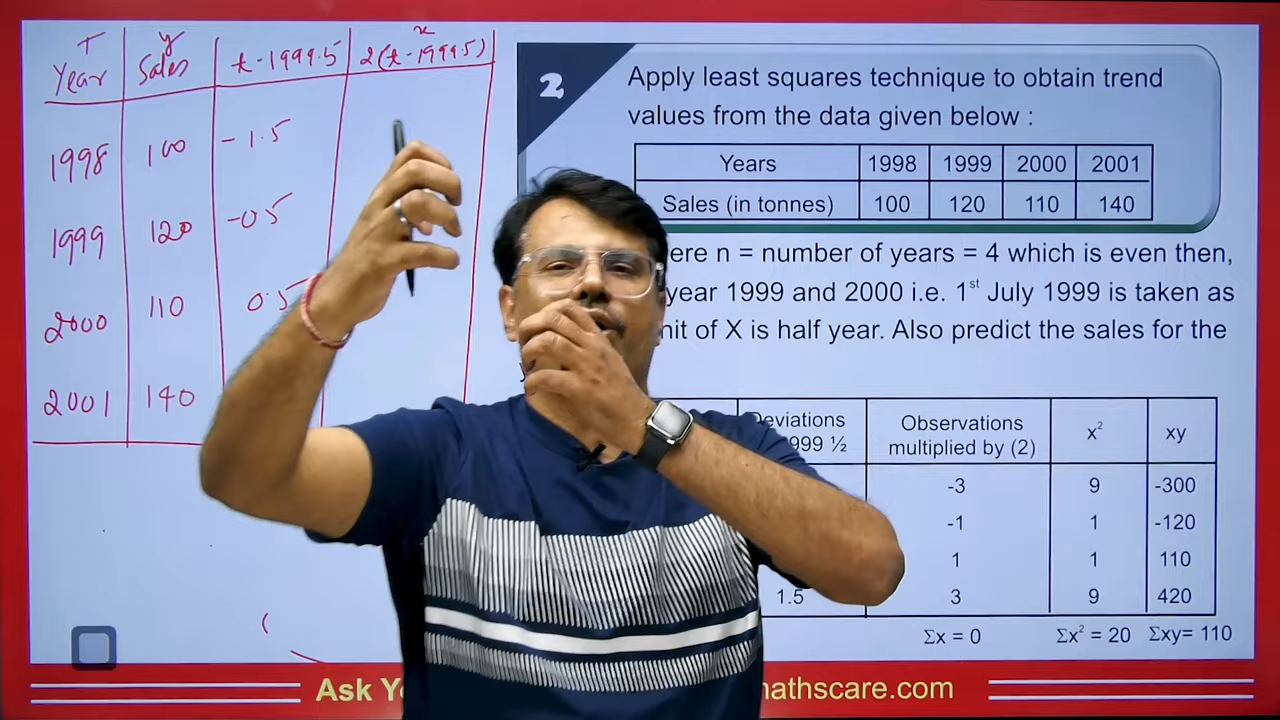 T y x
Year Sales t-1999.5 2(t-1999.5)
1998 100 -1.5
1999 120 -0.5
2000 110 0.5
2001 140
2 Apply least squares technique to obtain trend
values from the data given below :
Years 1998 1999 2000 2001
Sales (in tonnes) 100 120 110 140
n = number of years = 4 which is even then,
year 1999 and 2000 i.e. 1st July 1999 is taken as
of X is half year. Also predict the sales for the
Observations
multiplied by (2) x² xy
999 ½
-3 9 -300
-1 1 -120
1 1 110
1.5 3 9 420
Σx = 0 Σx² = 20 Σxy= 110
Ask mathscare.com